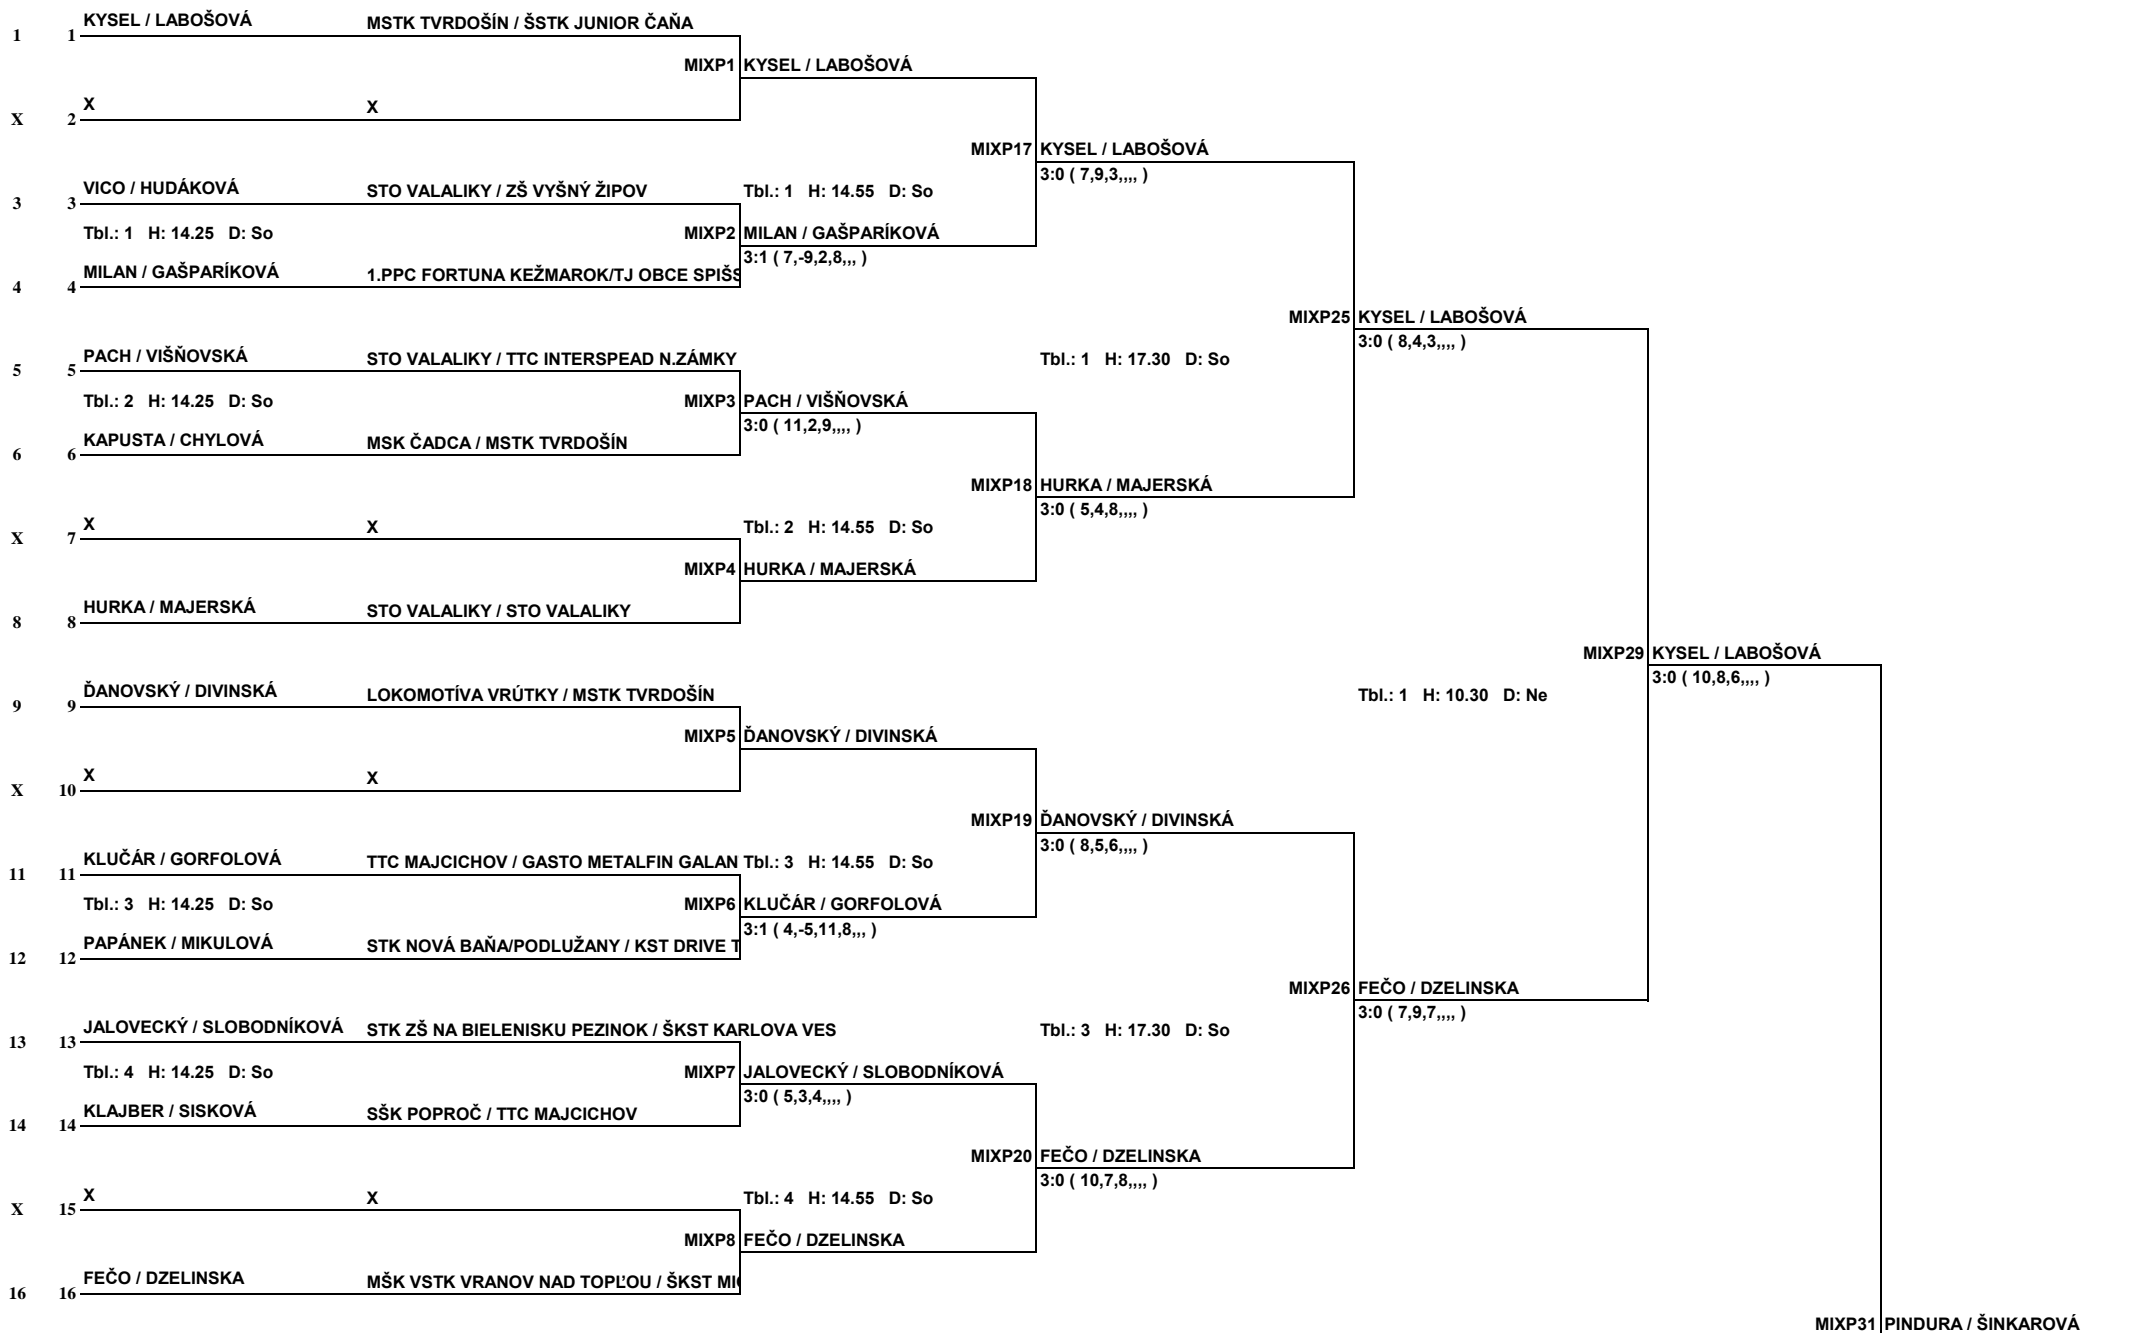 KYSEL / LABOŠOVÁ MSTK TVRDOŠÍN / ŠSTK JUNIOR ČAŇA
1 1
MIXP1 KYSEL / LABOŠOVÁ
X X
X 2
MIXP17 KYSEL / LABOŠOVÁ
3:0 ( 7,9,3,,,, )
VICO / HUDÁKOVÁ STO VALALIKY / ZŠ VYŠNÝ ŽIPOV Tbl.: 1 H: 14.55 D: So
3 3
Tbl.: 1 H: 14.25 D: So MIXP2 MILAN / GAŠPARÍKOVÁ
3:1 ( 7,-9,2,8,,, )
MILAN / GAŠPARÍKOVÁ 1.PPC FORTUNA KEŽMAROK/TJ OBCE SPIŠS
4 4
MIXP25 KYSEL / LABOŠOVÁ
3:0 ( 8,4,3,,,, )
PACH / VIŠŇOVSKÁ STO VALALIKY / TTC INTERSPEAD N.ZÁMKY Tbl.: 1 H: 17.30 D: So
5 5
Tbl.: 2 H: 14.25 D: So MIXP3 PACH / VIŠŇOVSKÁ
3:0 ( 11,2,9,,,, )
KAPUSTA / CHYLOVÁ MSK ČADCA / MSTK TVRDOŠÍN
6 6
MIXP18 HURKA / MAJERSKÁ
3:0 ( 5,4,8,,,, )
X X Tbl.: 2 H: 14.55 D: So
X 7
MIXP4 HURKA / MAJERSKÁ
HURKA / MAJERSKÁ STO VALALIKY / STO VALALIKY
8 8
MIXP29 KYSEL / LABOŠOVÁ
3:0 ( 10,8,6,,,, )
ĎANOVSKÝ / DIVINSKÁ LOKOMOTÍVA VRÚTKY / MSTK TVRDOŠÍN Tbl.: 1 H: 10.30 D: Ne
9 9
MIXP5 ĎANOVSKÝ / DIVINSKÁ
X X
X 10
MIXP19 ĎANOVSKÝ / DIVINSKÁ
3:0 ( 8,5,6,,,, )
KLUČÁR / GORFOLOVÁ TTC MAJCICHOV / GASTO METALFIN GALAN Tbl.: 3 H: 14.55 D: So
11 11
Tbl.: 3 H: 14.25 D: So MIXP6 KLUČÁR / GORFOLOVÁ
3:1 ( 4,-5,11,8,,, )
PAPÁNEK / MIKULOVÁ STK NOVÁ BAŇA/PODLUŽANY / KST DRIVE T
12 12
MIXP26 FEČO / DZELINSKA
3:0 ( 7,9,7,,,, )
JALOVECKÝ / SLOBODNÍKOVÁ STK ZŠ NA BIELENISKU PEZINOK / ŠKST KARLOVA VES Tbl.: 3 H: 17.30 D: So
13 13
Tbl.: 4 H: 14.25 D: So MIXP7 JALOVECKÝ / SLOBODNÍKOVÁ
3:0 ( 5,3,4,,,, )
KLAJBER / SISKOVÁ SŠK POPROČ / TTC MAJCICHOV
14 14
MIXP20 FEČO / DZELINSKA
3:0 ( 10,7,8,,,, )
X X Tbl.: 4 H: 14.55 D: So
X 15
MIXP8 FEČO / DZELINSKA
FEČO / DZELINSKA MŠK VSTK VRANOV NAD TOPĽOU / ŠKST MI
16 16
MIXP31 PINDURA / ŠINKAROVÁ